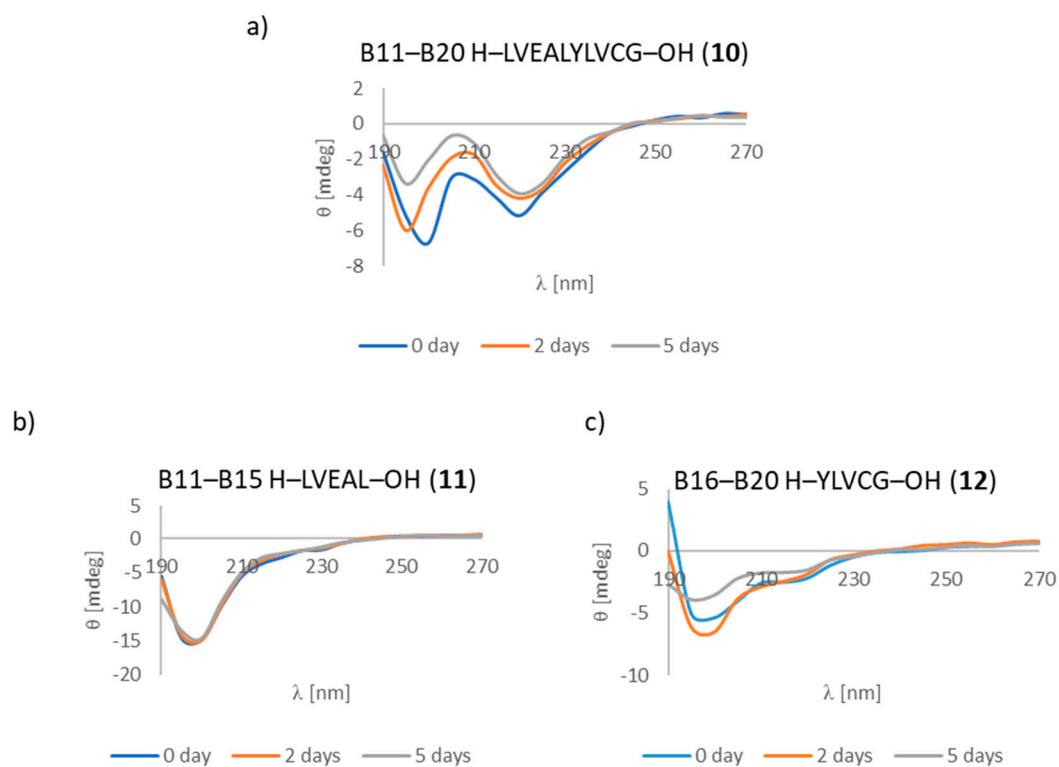 a)
B11–B20 H–LVEALYLVCG–OH (10)
2
0
-2
-4
-6
-8
190
210
230
250
270
θ [mdeg]
λ [nm]
0 day
2 days
5 days
b)
B11–B15 H–LVEAL–OH (11)
5
0
-5
-10
-15
-20
190
210
230
250
270
θ [mdeg]
λ [nm]
0 day
2 days
5 days
c)
B16–B20 H–YLVCG–OH (12)
5
0
-5
-10
190
210
230
250
270
θ [mdeg]
λ [nm]
0 day
2 days
5 days